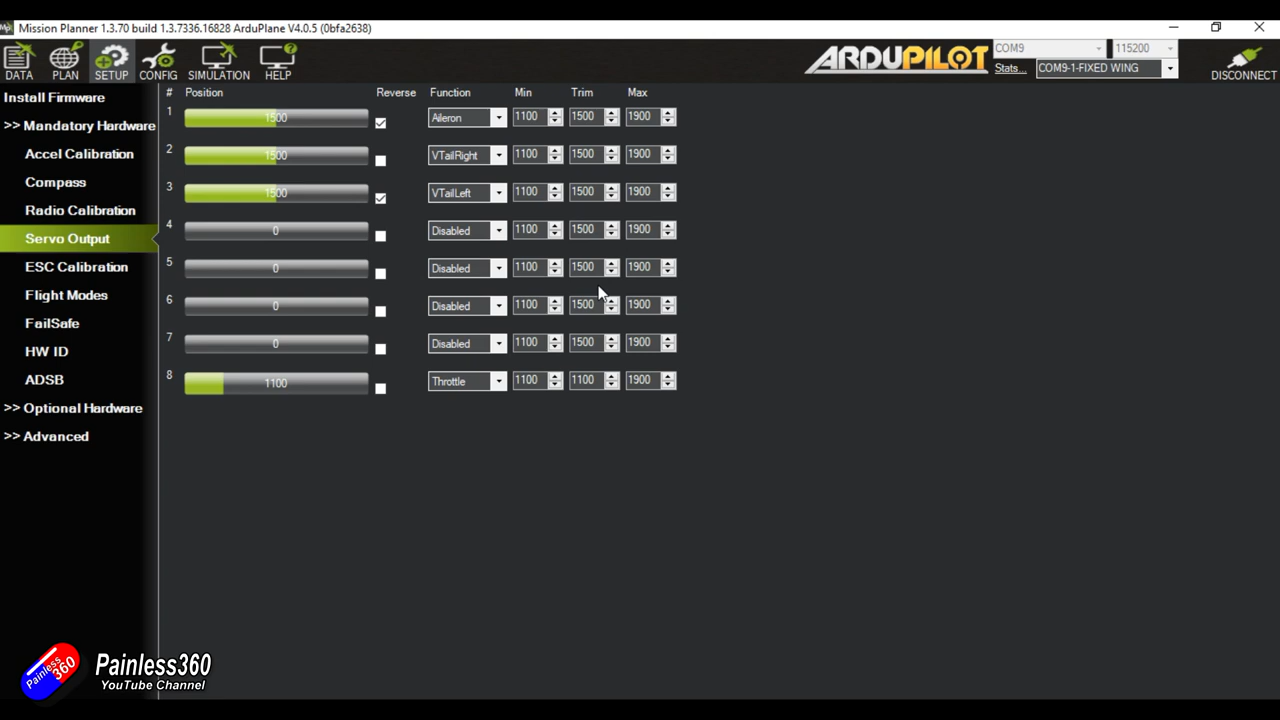 Mission Planner 1.3.70 build 1.3.7336.16828 ArduPlane V4.0.5 (0bfa2638)
DATA PLAN SETUP CONFIG SIMULATION HELP
ARDUPILOT
COM9 115200
Stats... COM9-1-FIXED WING
DISCONNECT
Install Firmware
>> Mandatory Hardware
Accel Calibration
Compass
Radio Calibration
Servo Output
ESC Calibration
Flight Modes
FailSafe
HW ID
ADSB
>> Optional Hardware
>> Advanced
# Position Reverse Function Min Trim Max
1 1500 Aileron 1100 1500 1900
2 1500 VTailRight 1100 1500 1900
3 1500 VTailLeft 1100 1500 1900
4 0 Disabled 1100 1500 1900
5 0 Disabled 1100 1500 1900
6 0 Disabled 1100 1500 1900
7 0 Disabled 1100 1500 1900
8 1100 Throttle 1100 1100 1900
Painless360
Painless360
YouTube Channel